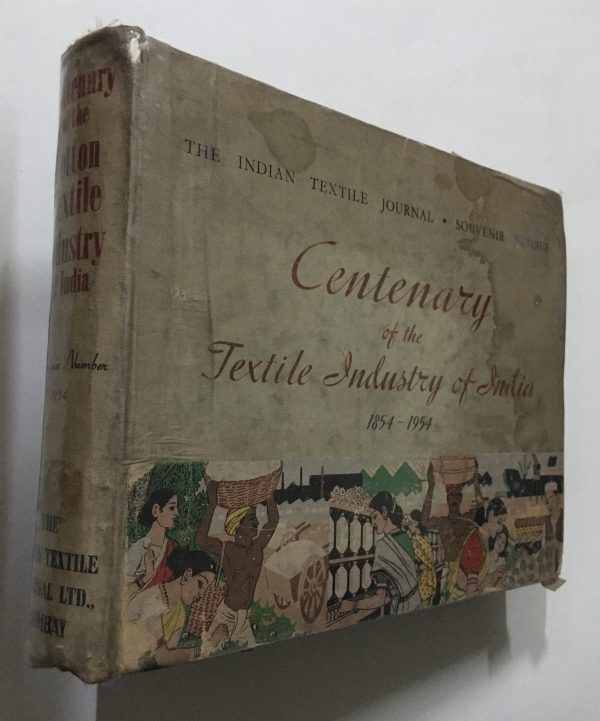 of the
Industry
India
Number
1954
THE
TEXTILE
LTD.,
BOMBAY
THE INDIAN TEXTILE JOURNAL • SOUVENIR NUMBER
Centenary
of the
Textile Industry of India
1854-1954